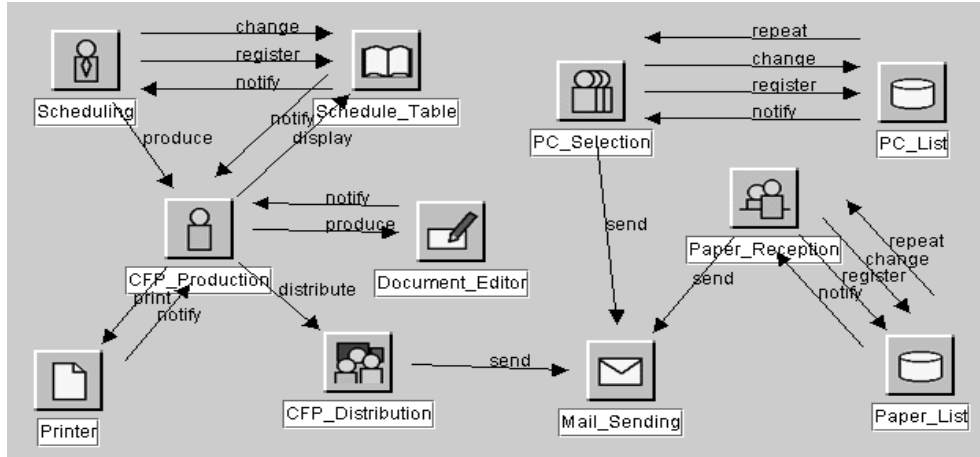 change
repeat
register
change
notify
register
notify
Scheduling
Schedule_Table
PC_Selection
PC_List
notify
produce
display
notify
produce
send
repeat
change
CFP_Production
Document_Editor
Paper_Reception
register
print
distribute
send
notify
notify
send
CFP_Distribution
Mail_Sending
Paper_List
Printer